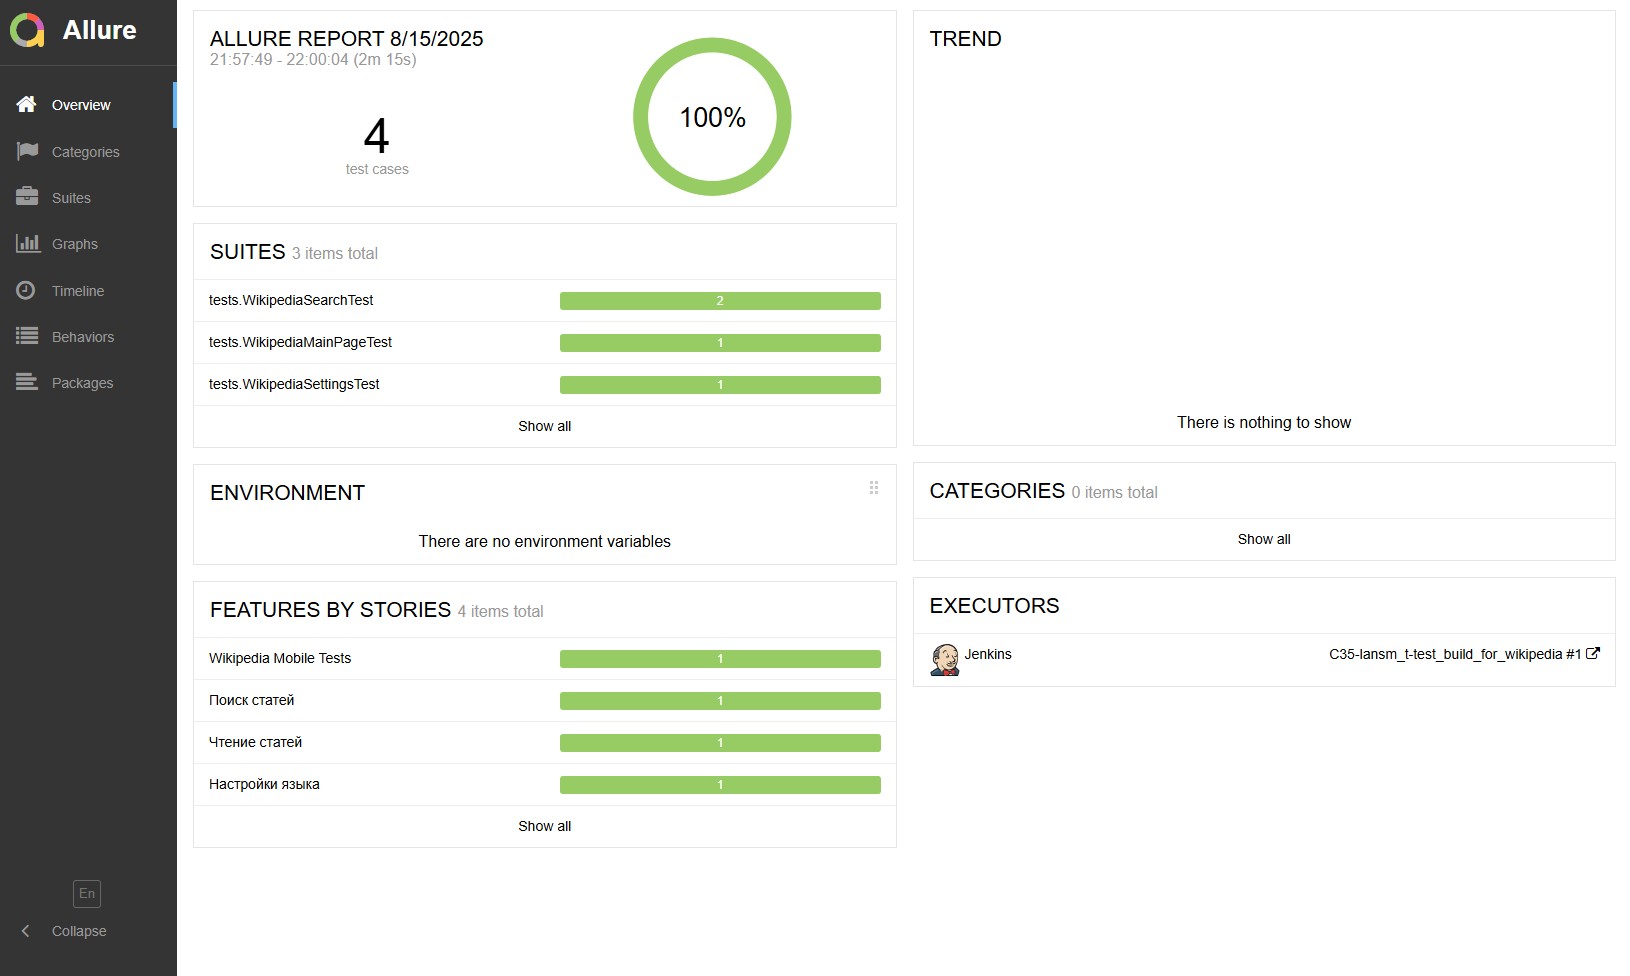 Allure
Overview
Categories
Suites
Graphs
Timeline
Behaviors
Packages
En
Collapse
ALLURE REPORT 8/15/2025
21:57:49 - 22:00:04 (2m 15s)
4
test cases
100%
SUITES 3 items total
tests.WikipediaSearchTest 2
tests.WikipediaMainPageTest 1
tests.WikipediaSettingsTest 1
Show all
ENVIRONMENT
There are no environment variables
FEATURES BY STORIES 4 items total
Wikipedia Mobile Tests 1
Поиск статей 1
Чтение статей 1
Настройки языка 1
Show all
TREND
There is nothing to show
CATEGORIES 0 items total
Show all
EXECUTORS
Jenkins C35-lansm_t-test_build_for_wikipedia #1